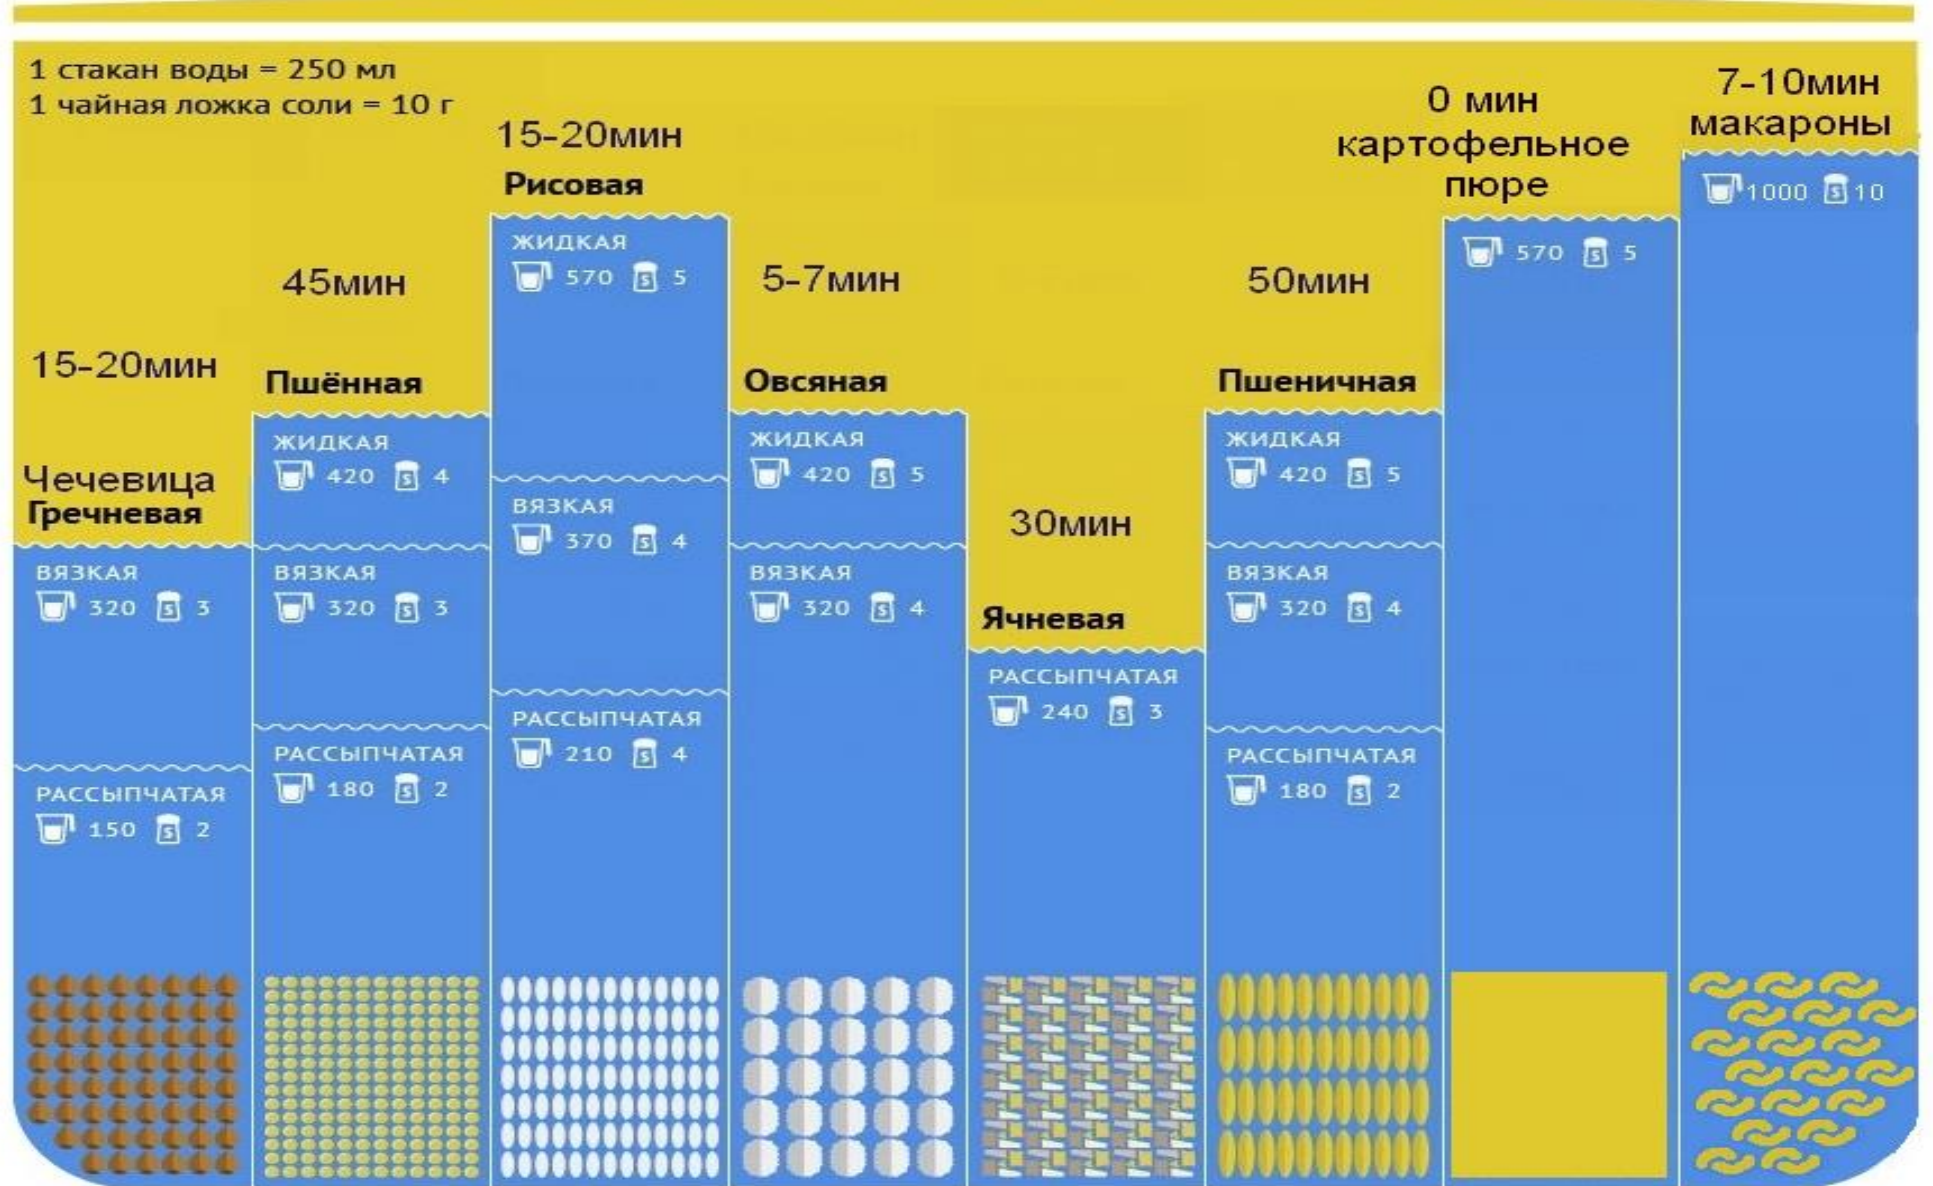 1 стакан воды = 250 мл
1 чайная ложка соли = 10 г
15-20мин
Чечевица
Гречневая
ВЯЗКАЯ
320 S 3
РАССЫПЧАТАЯ
150 S 2
45мин
Пшённая
ЖИДКАЯ
420 S 4
ВЯЗКАЯ
320 S 3
РАССЫПЧАТАЯ
180 S 2
15-20мин
Рисовая
ЖИДКАЯ
570 S 5
ВЯЗКАЯ
370 S 4
РАССЫПЧАТАЯ
210 S 4
5-7мин
Овсяная
ЖИДКАЯ
420 S 5
ВЯЗКАЯ
320 S 4
30мин
Ячневая
РАССЫПЧАТАЯ
240 S 3
50мин
Пшеничная
ЖИДКАЯ
420 S 5
ВЯЗКАЯ
320 S 4
РАССЫПЧАТАЯ
180 S 2
0 мин
картофельное
пюре
570 S 5
7-10мин
макароны
1000 S 10